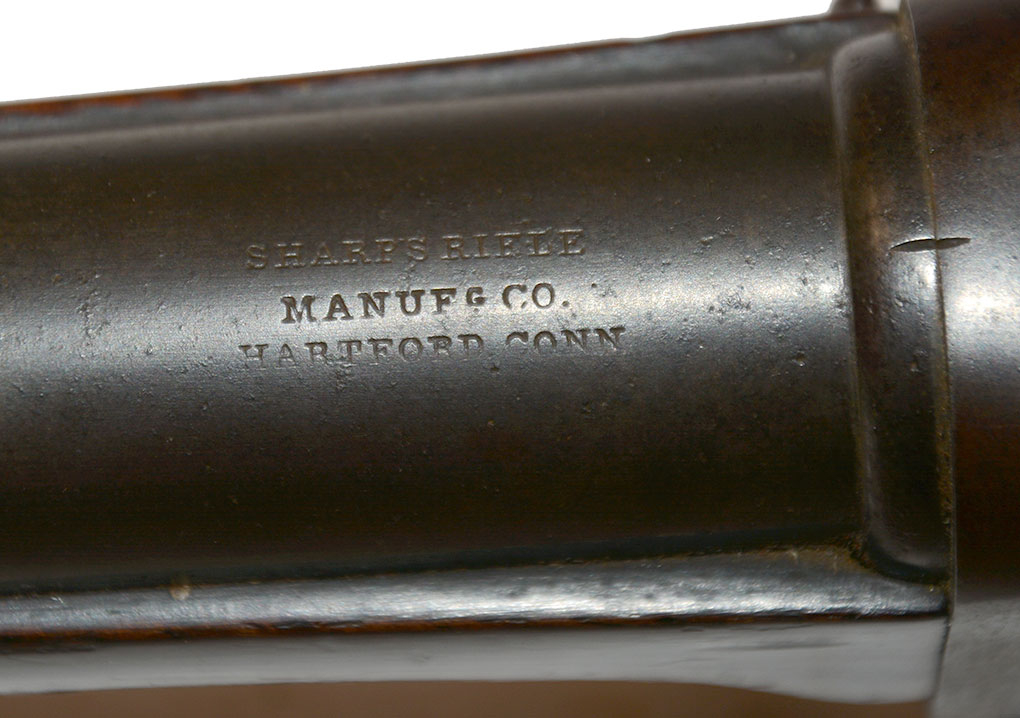 SHARPS RIFLE
MANUFG CO.
HARTFORD CONN